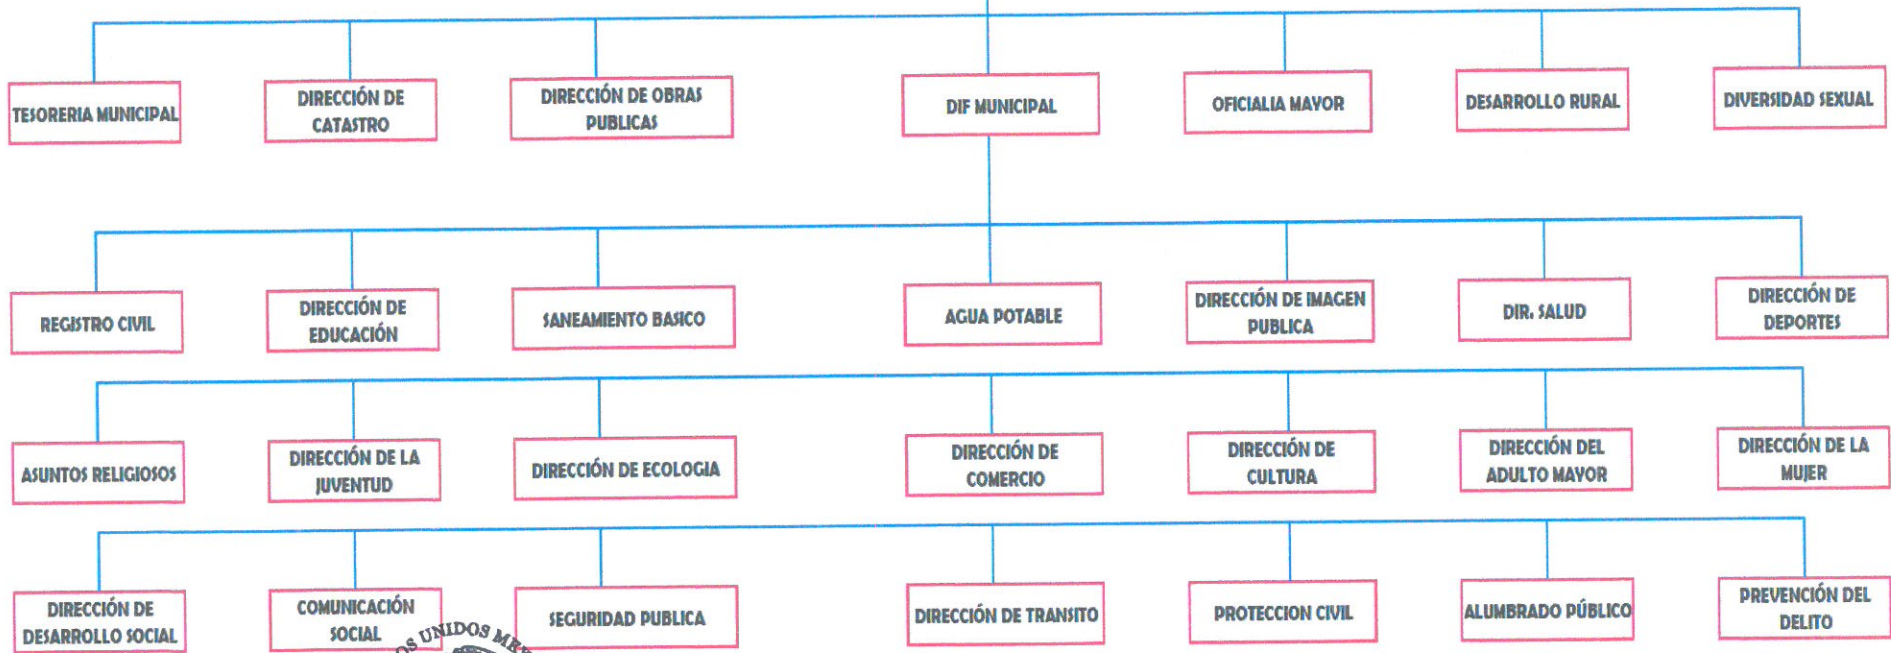 TESORERIA MUNICIPAL
DIRECCIÓN DE
CATASTRO
DIRECCIÓN DE OBRAS
PUBLICAS
DIF MUNICIPAL
OFICIALIA MAYOR
DESARROLLO RURAL
DIVERSIDAD SEXUAL
REGISTRO CIVIL
DIRECCIÓN DE
EDUCACIÓN
SANEAMIENTO BASICO
AGUA POTABLE
DIRECCIÓN DE IMAGEN
PUBLICA
DIR. SALUD
DIRECCIÓN DE
DEPORTES
ASUNTOS RELIGIOSOS
DIRECCIÓN DE LA
JUVENTUD
DIRECCIÓN DE ECOLOGIA
DIRECCIÓN DE
COMERCIO
DIRECCIÓN DE
CULTURA
DIRECCIÓN DEL
ADULTO MAYOR
DIRECCIÓN DE LA
MUJER
DIRECCIÓN DE
DESARROLLO SOCIAL
COMUNICACIÓN
SOCIAL
SEGURIDAD PUBLICA
DIRECCIÓN DE TRANSITO
PROTECCION CIVIL
ALUMBRADO PÚBLICO
PREVENCIÓN DEL
DELITO
UNIDOS